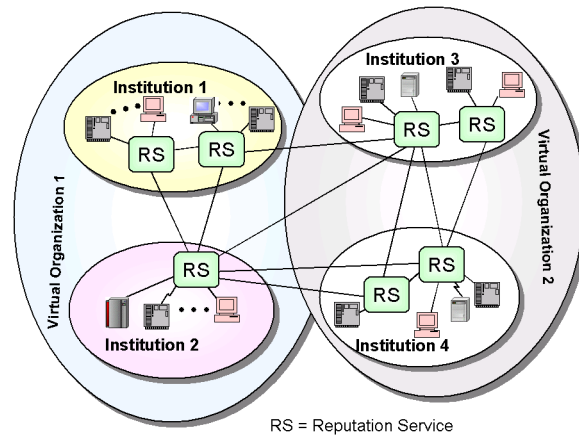 Institution 1
RS
RS
Institution 3
RS
RS
Virtual Organization 1
Virtual Organization 2
RS
Institution 2
RS
RS
Institution 4
RS = Reputation Service